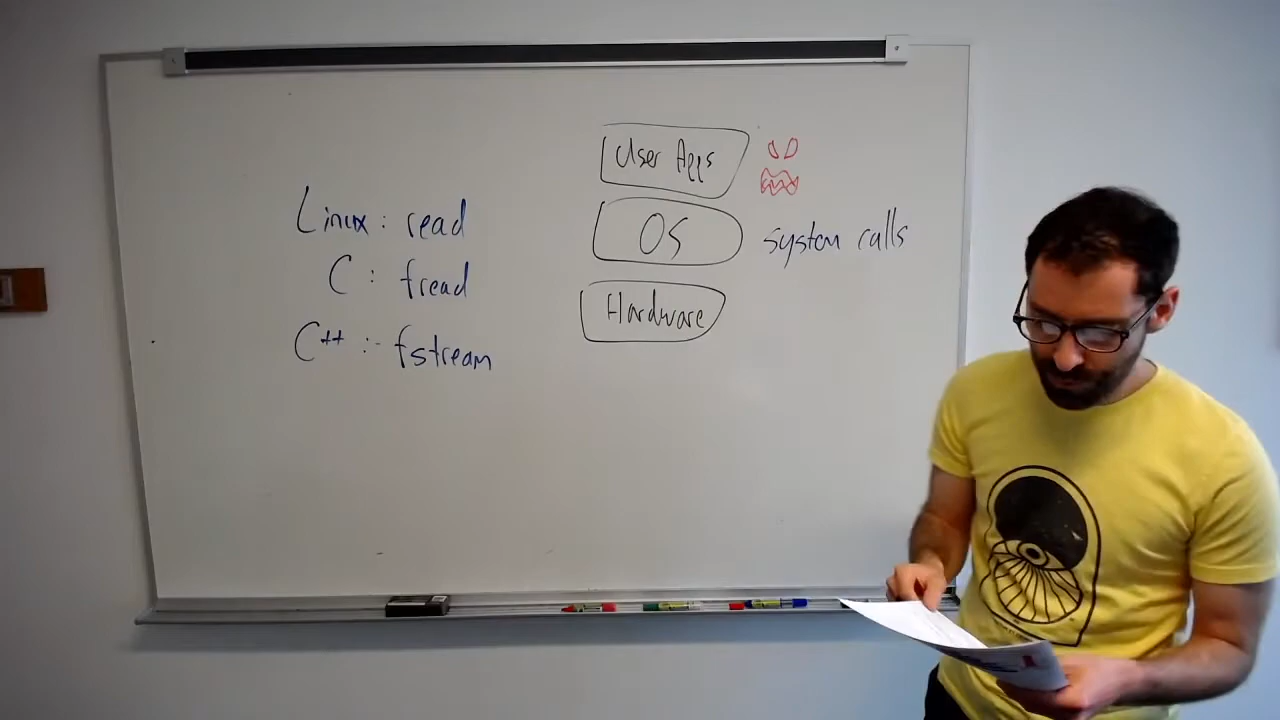 Linux : read
C : fread
C++ : fstream
User Apps
OS
system calls
Hardware